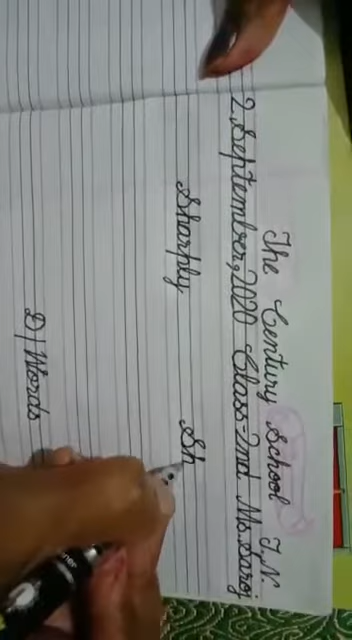 The Century School J.N.
2, September, 2020 Class-2nd Ms. Saroj
Sharply Sh
D | Words